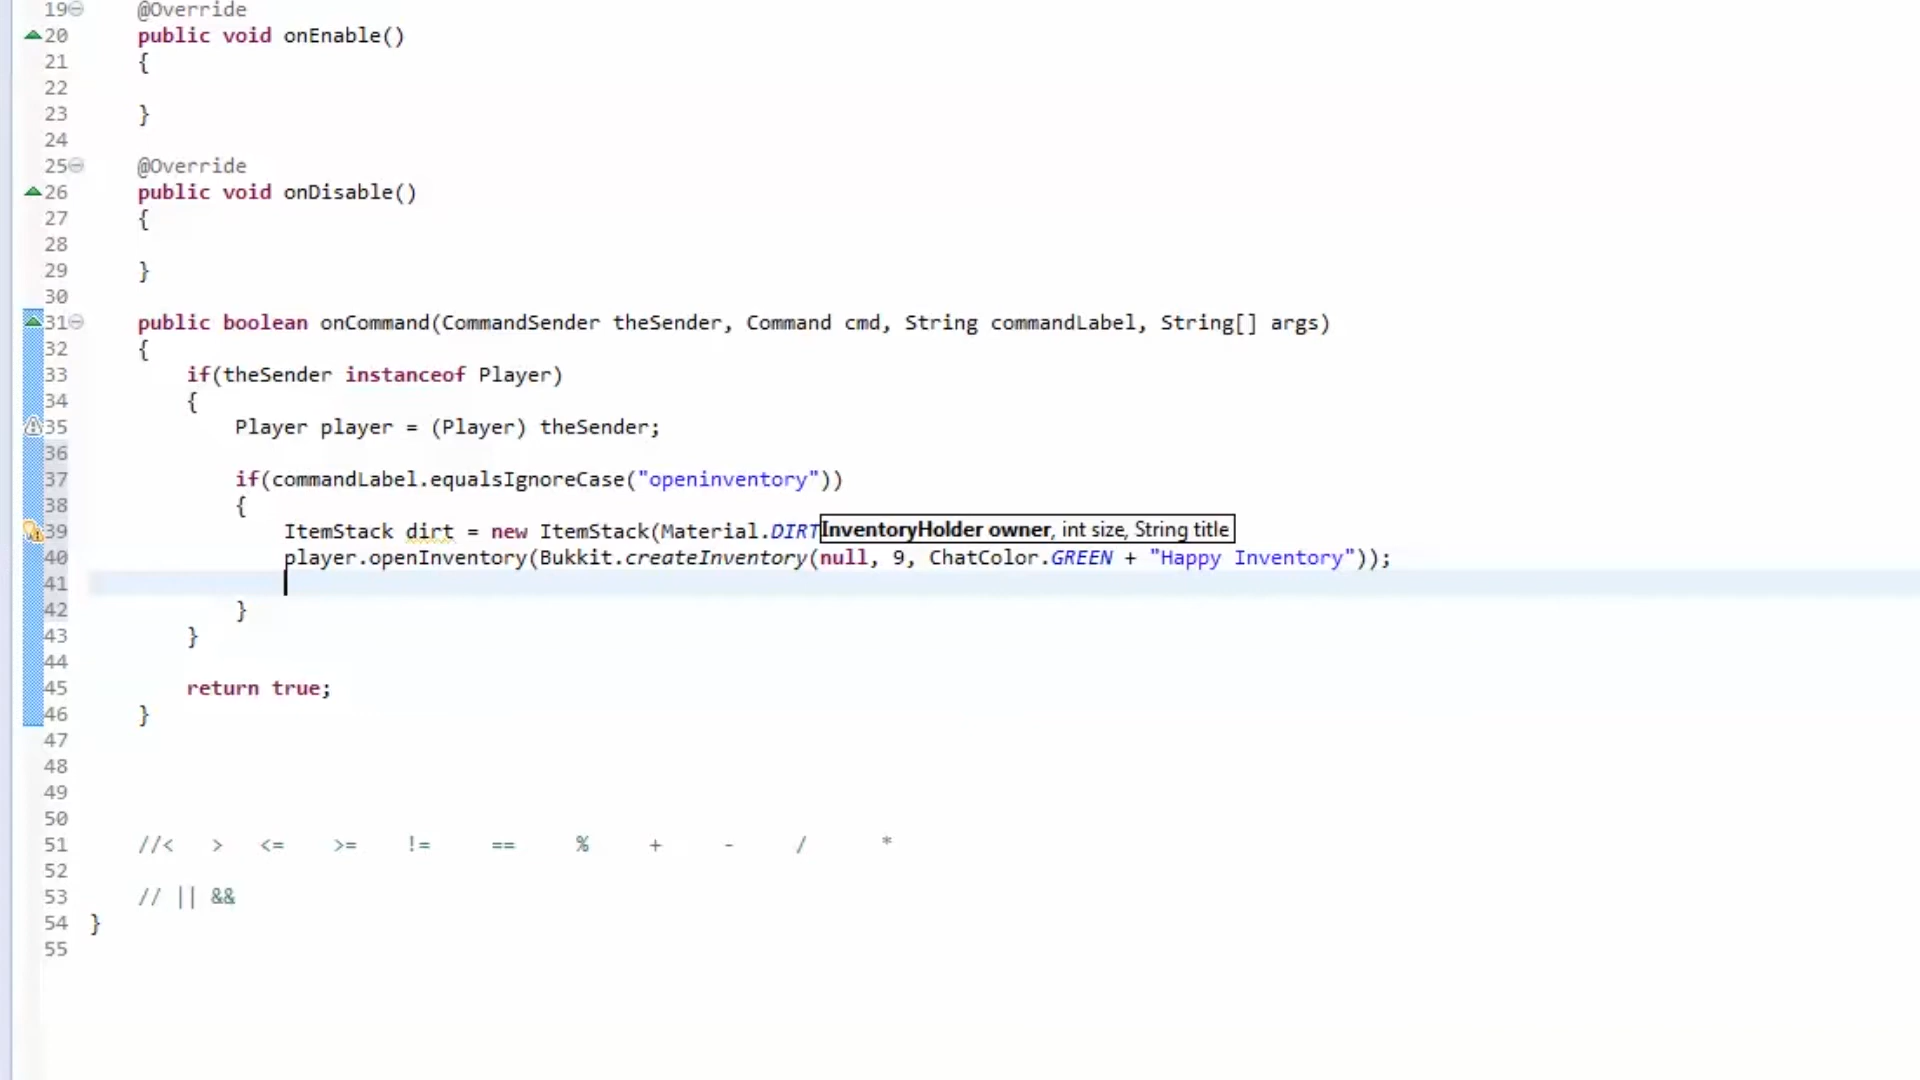 19 @Override
20 public void onEnable()
21 {
22
23 }
24
25 @Override
26 public void onDisable()
27 {
28
29 }
30
31 public boolean onCommand(CommandSender theSender, Command cmd, String commandLabel, String[] args)
32 {
33 if(theSender instanceof Player)
34 {
35 Player player = (Player) theSender;
36
37 if(commandLabel.equalsIgnoreCase("openinventory"))
38 {
39 ItemStack dirt = new ItemStack(Material.DIRT InventoryHolder owner, int size, String title
40 player.openInventory(Bukkit.createInventory(null, 9, ChatColor.GREEN + "Happy Inventory"));
41
42 }
43 }
44
45 return true;
46 }
47
48
49
50
51 //< > <= >= != == % + - / *
52
53 // || &&
54 }
55